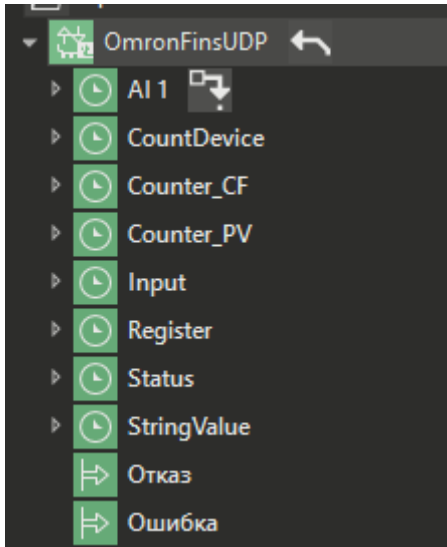 OmronFinsUDP
AI 1
CountDevice
Counter_CF
Counter_PV
Input
Register
Status
StringValue
Отказ
Ошибка